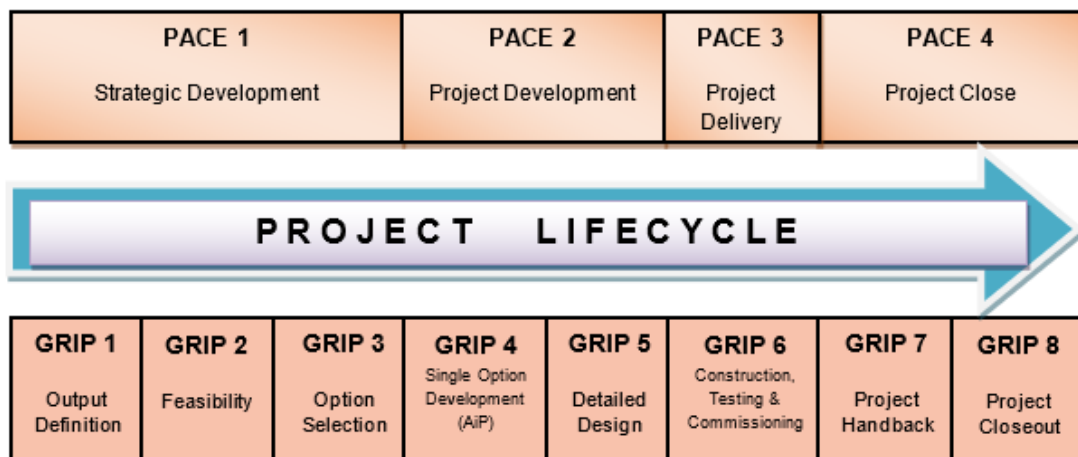 PACE 1
Strategic Development
PACE 2
Project Development
PACE 3
Project
Delivery
PACE 4
Project Close
PROJECT LIFECYCLE
GRIP 1
Output
Definition
GRIP 2
Feasibility
GRIP 3
Option
Selection
GRIP 4
Single Option
Development
(AiP)
GRIP 5
Detailed
Design
GRIP 6
Construction,
Testing &
Commissioning
GRIP 7
Project
Handback
GRIP 8
Project
Closeout